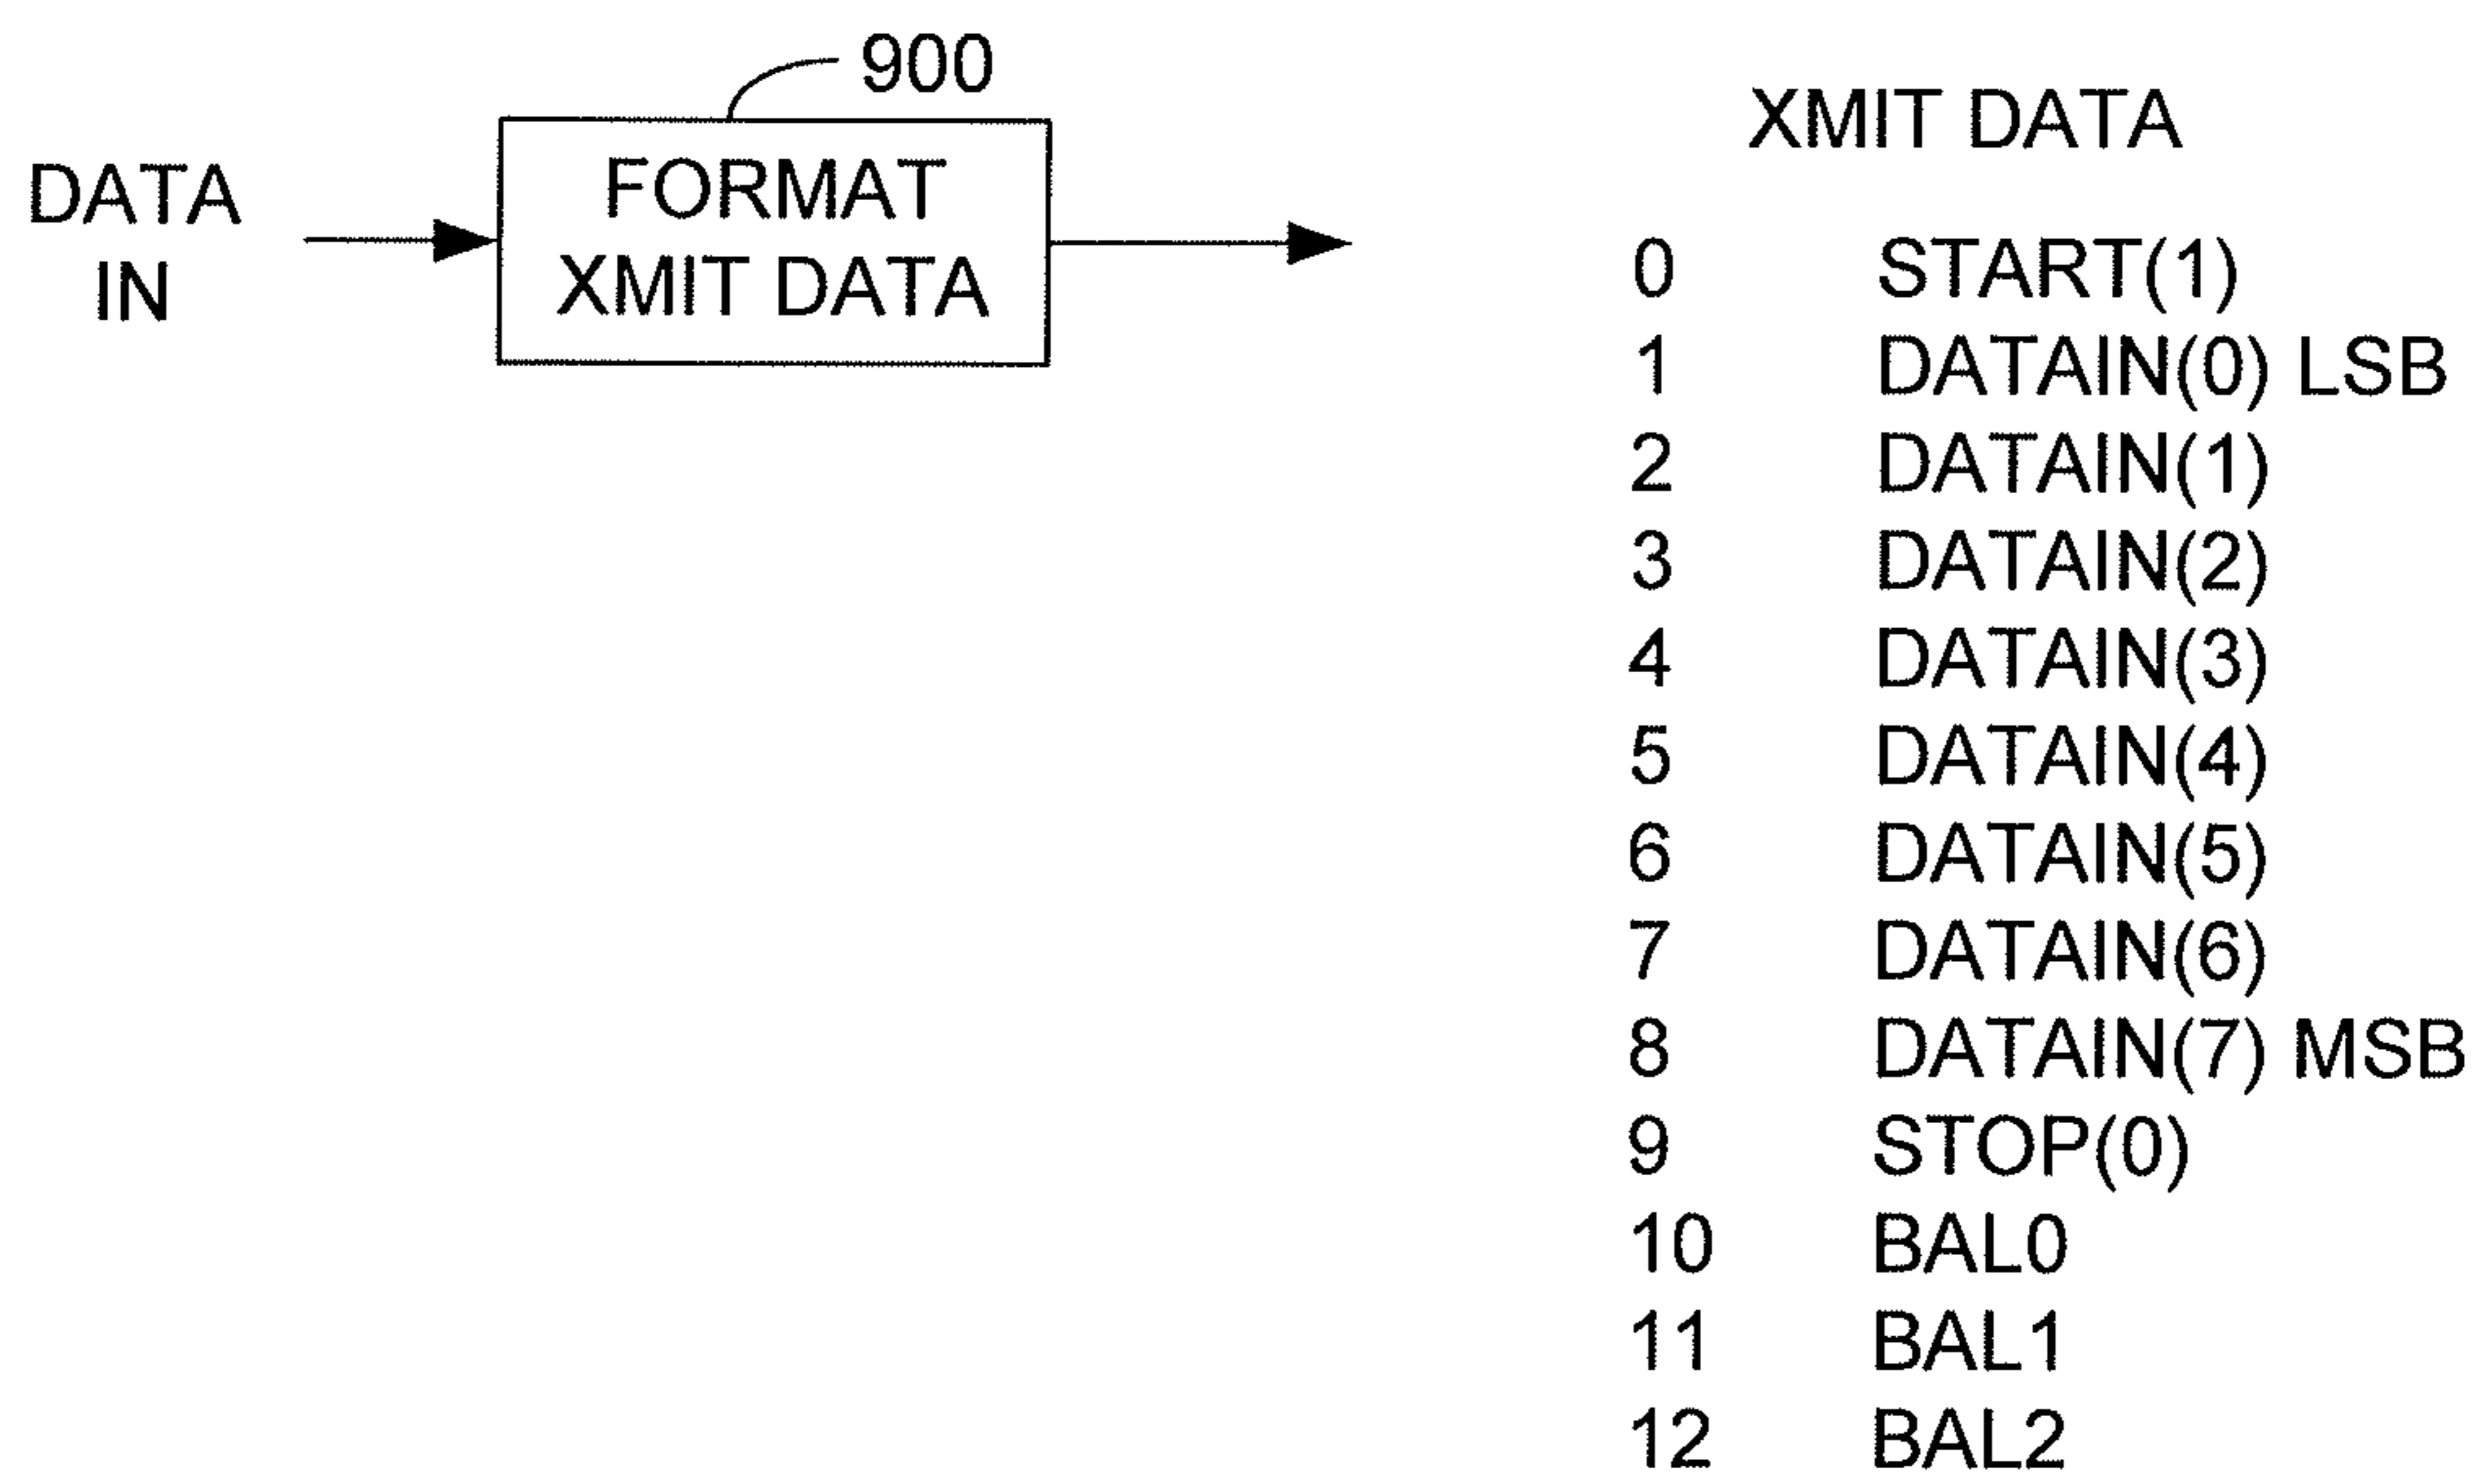 900
DATA
IN
FORMAT
XMIT DATA
XMIT DATA
0 START(1)
1 DATAIN(0) LSB
2 DATAIN(1)
3 DATAIN(2)
4 DATAIN(3)
5 DATAIN(4)
6 DATAIN(5)
7 DATAIN(6)
8 DATAIN(7) MSB
9 STOP(0)
10 BAL0
11 BAL1
12 BAL2